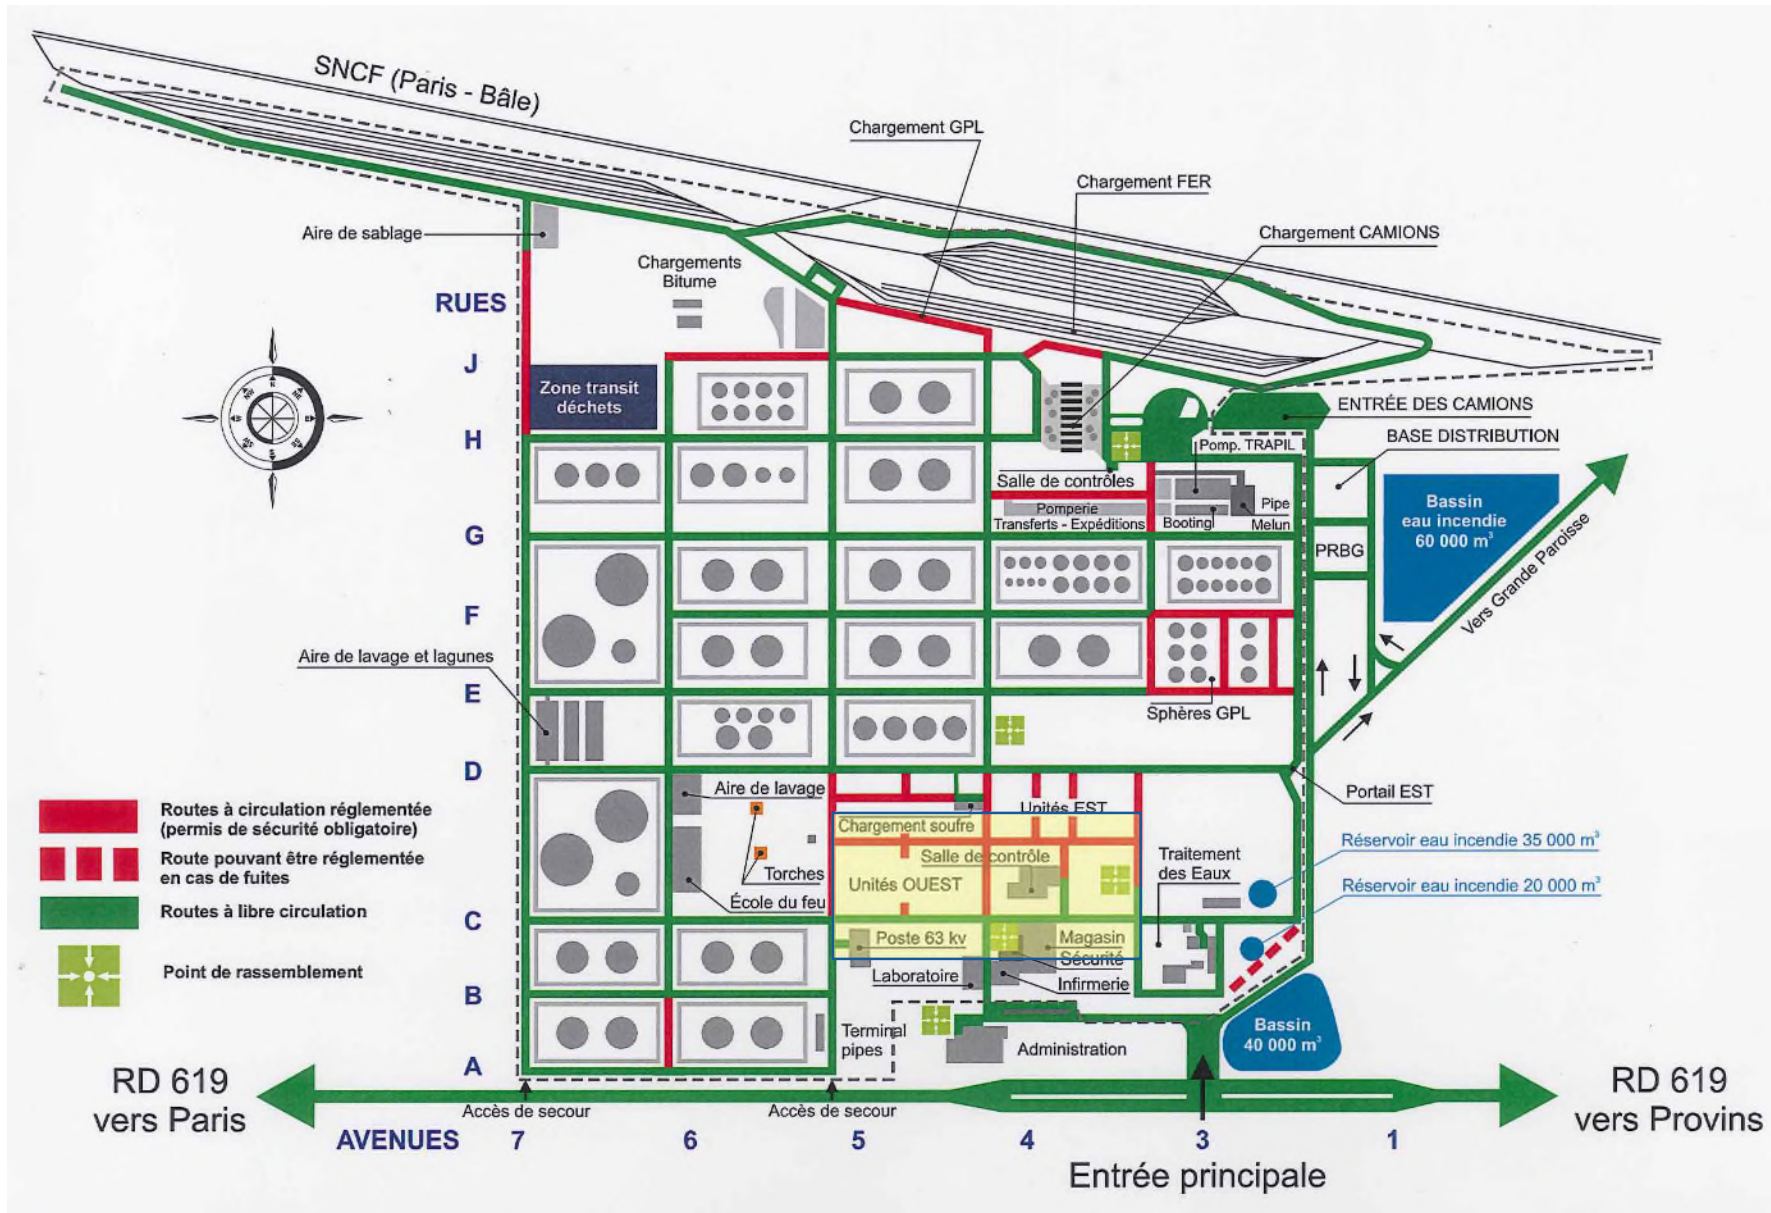 SNCF (Paris - Bâle)
Chargement GPL
Chargement FER
Chargement CAMIONS
Aire de sablage
Chargements
Bitume
RUES
J
Zone transit
déchets
ENTRÉE DES CAMIONS
H
BASE DISTRIBUTION
Pomp. TRAPIL
Salle de contrôles
Bassin
eau incendie
60 000 m³
Pomperie
Transferts - Expéditions
Booting
Pipe
Melun
G
PRBG
Vers Grande Paroisse
F
Aire de lavage et lagunes
E
Sphères GPL
D
Portail EST
Aire de lavage
Unités EST
Chargement soufre
Routes à circulation réglementée
(permis de sécurité obligatoire)
Réservoir eau incendie 35 000 m³
Salle de contrôle
Traitement
des Eaux
Route pouvant être réglementée
en cas de fuites
Torches
Unités OUEST
Réservoir eau incendie 20 000 m³
École du feu
Routes à libre circulation
C
Poste 63 kv
Magasin
Sécurité
Point de rassemblement
Laboratoire
Infirmerie
B
Terminal
pipes
Administration
Bassin
40 000 m³
A
RD 619
vers Paris
RD 619
vers Provins
Accès de secour
Accès de secour
AVENUES
7
6
5
4
3
1
Entrée principale
N
NE
E
SE
S
SW
W
NW